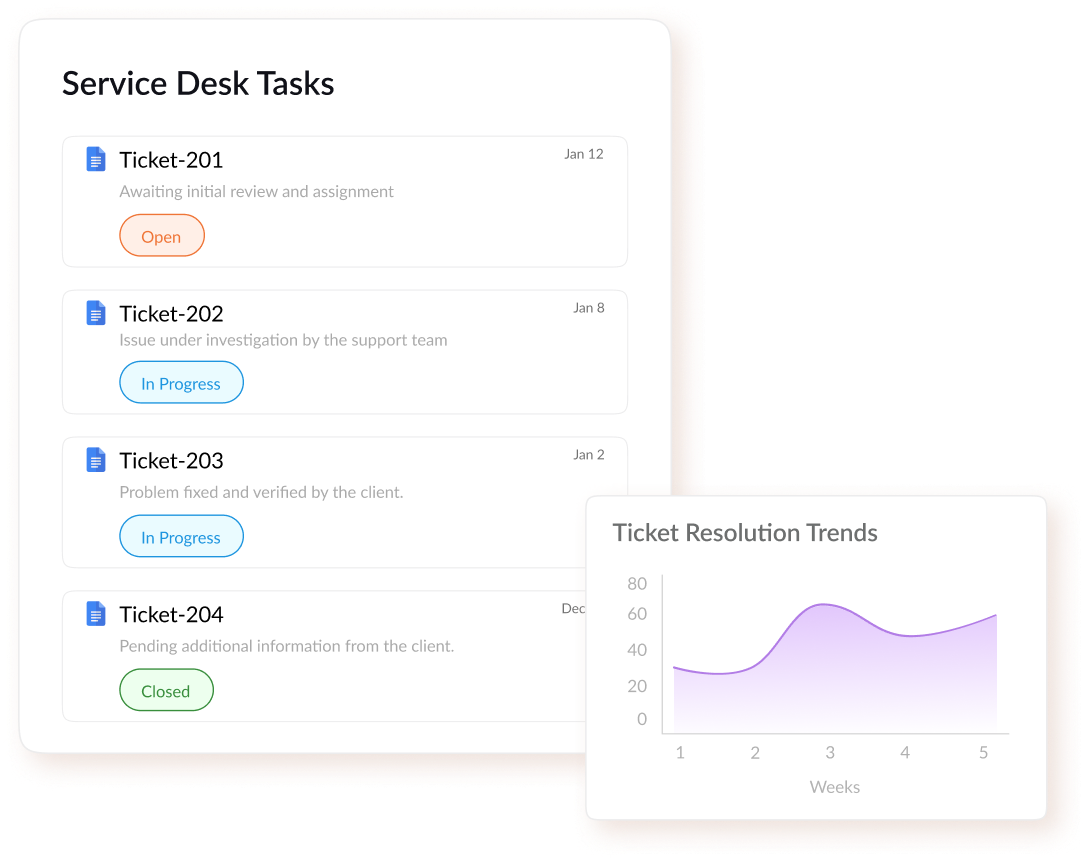 Service Desk Tasks
Ticket-201
Jan 12
Awaiting initial review and assignment
Open
Ticket-202
Jan 8
Issue under investigation by the support team
In Progress
Ticket-203
Jan 2
Problem fixed and verified by the client.
In Progress
Ticket-204
Dec
Pending additional information from the client.
Closed
Ticket Resolution Trends
80
60
40
20
0
1 2 3 4 5
Weeks